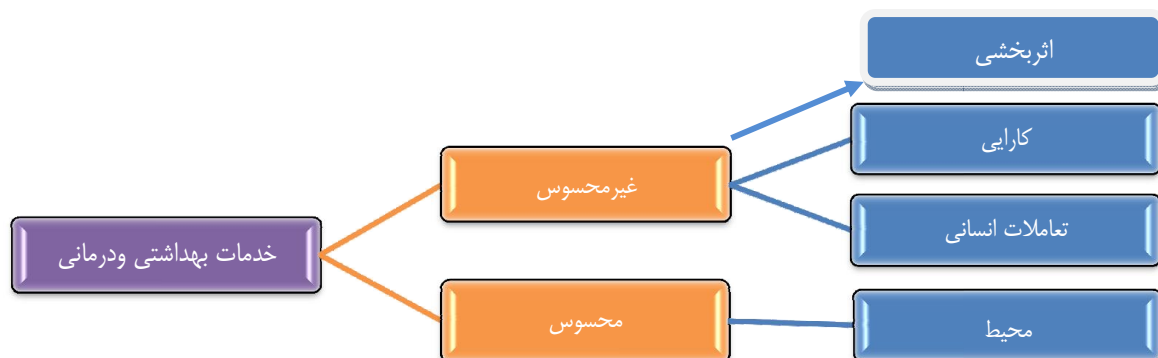 اثربخشی
کارایی
غیرمحسوس
تعاملات انسانی
خدمات بهداشتی ودرمانی
محسوس
محیط